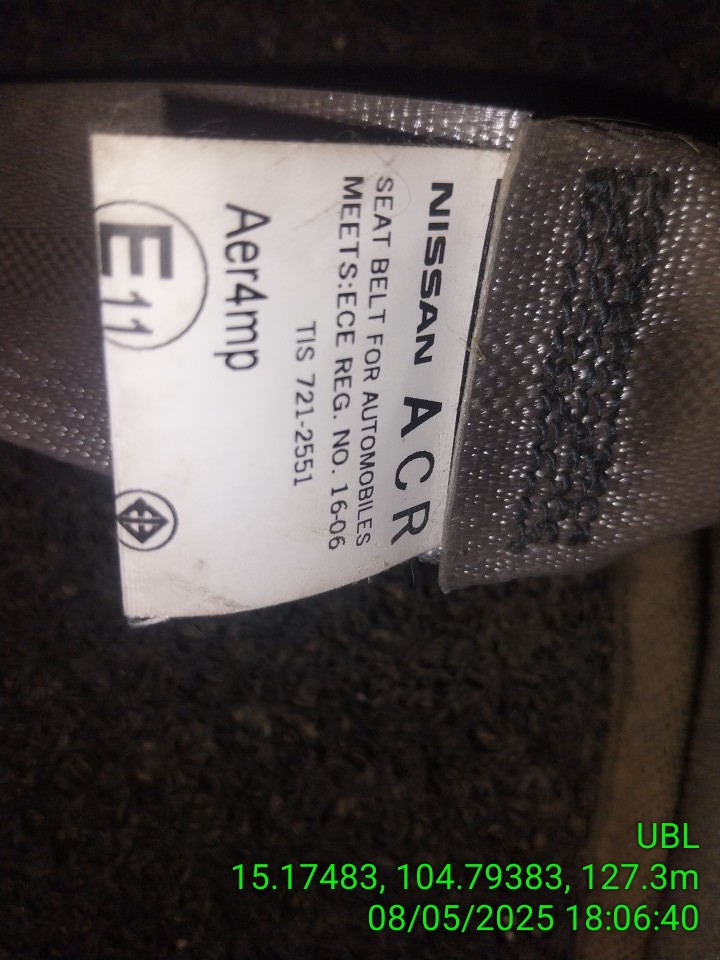 NISSAN ACR
SEAT BELT FOR AUTOMOBILES
MEETS:ECE REG. NO. 16-06
TIS 721-2551
Aer4mp
E11
UBL
15.17483, 104.79383, 127.3m
08/05/2025 18:06:40